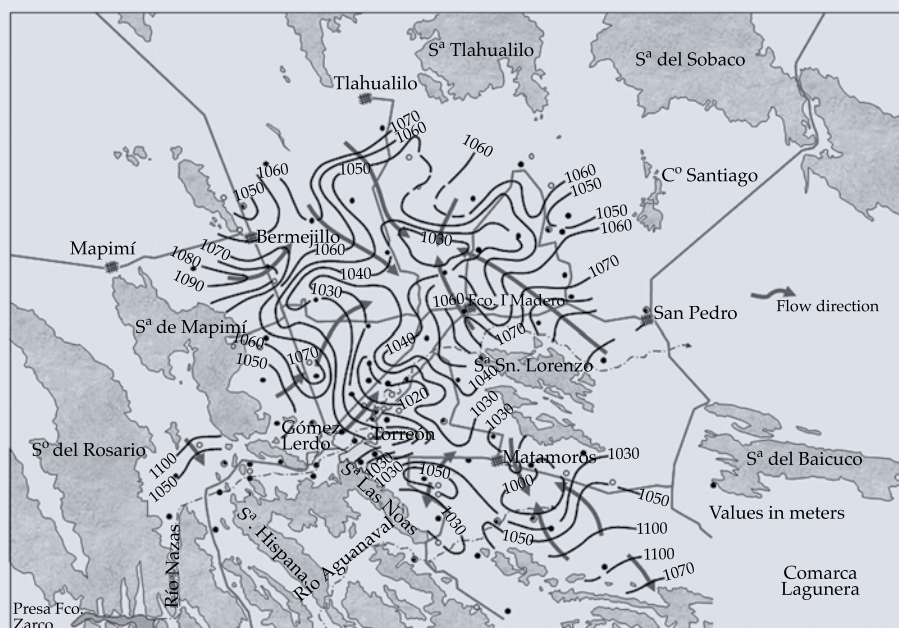 Sª Tlahualilo
Sª del Sobaco
Tlahualilo
1070
1060
1060
1050
1060
1050
Cº Santiago
1060
1050
1050
1060
Bermejillo
1030
Mapimí
1070
1080
1090
1060
1040
1070
1030
1060
Fco. I Madero
Flow direction
San Pedro
Sª de Mapimí
1060
1050
1070
1040
1070
Sª Sn. Lorenzo
1040
1020
1030
1030
Gómez
Lerdo
Torreón
Sº del Rosario
1100
1050
1030
1030
1050
Matamoros
1030
Sª del Baicuco
1000
1050
Sª Las Noas
Values in meters
1030
1050
1100
Sª Hispana
Río Aguanaval
Río Nazas
1100
1070
Comarca
Lagunera
Presa Fco.
Zarco